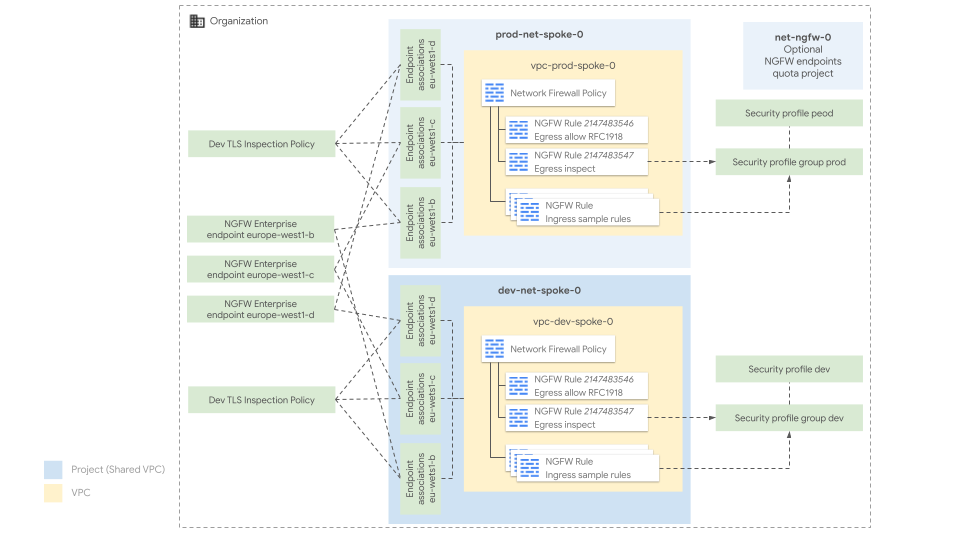 Organization
prod-net-spoke-0
net-ngfw-0
Optional
NGFW endpoints
quota project
Endpoint
associations
eu-wets1-d
vpc-prod-spoke-0
Network Firewall Policy
Security profile peod
Endpoint
associations
eu-wets1-c
NGFW Rule 2147483546
Egress allow RFC1918
Dev TLS Inspection Policy
NGFW Rule 2147483547
Egress inspect
Security profile group prod
Endpoint
associations
eu-wets1-b
NGFW Rule
Ingress sample rules
NGFW Enterprise
endpoint europe-west1-b
NGFW Enterprise
endpoint europe-west1-c
NGFW Enterprise
endpoint europe-west1-d
dev-net-spoke-0
Endpoint
associations
eu-wets1-d
vpc-dev-spoke-0
Network Firewall Policy
Security profile dev
Endpoint
associations
eu-wets1-c
NGFW Rule 2147483546
Egress allow RFC1918
Dev TLS Inspection Policy
NGFW Rule 2147483547
Egress inspect
Security profile group dev
Endpoint
associations
eu-wets1-b
NGFW Rule
Ingress sample rules
Project (Shared VPC)
VPC